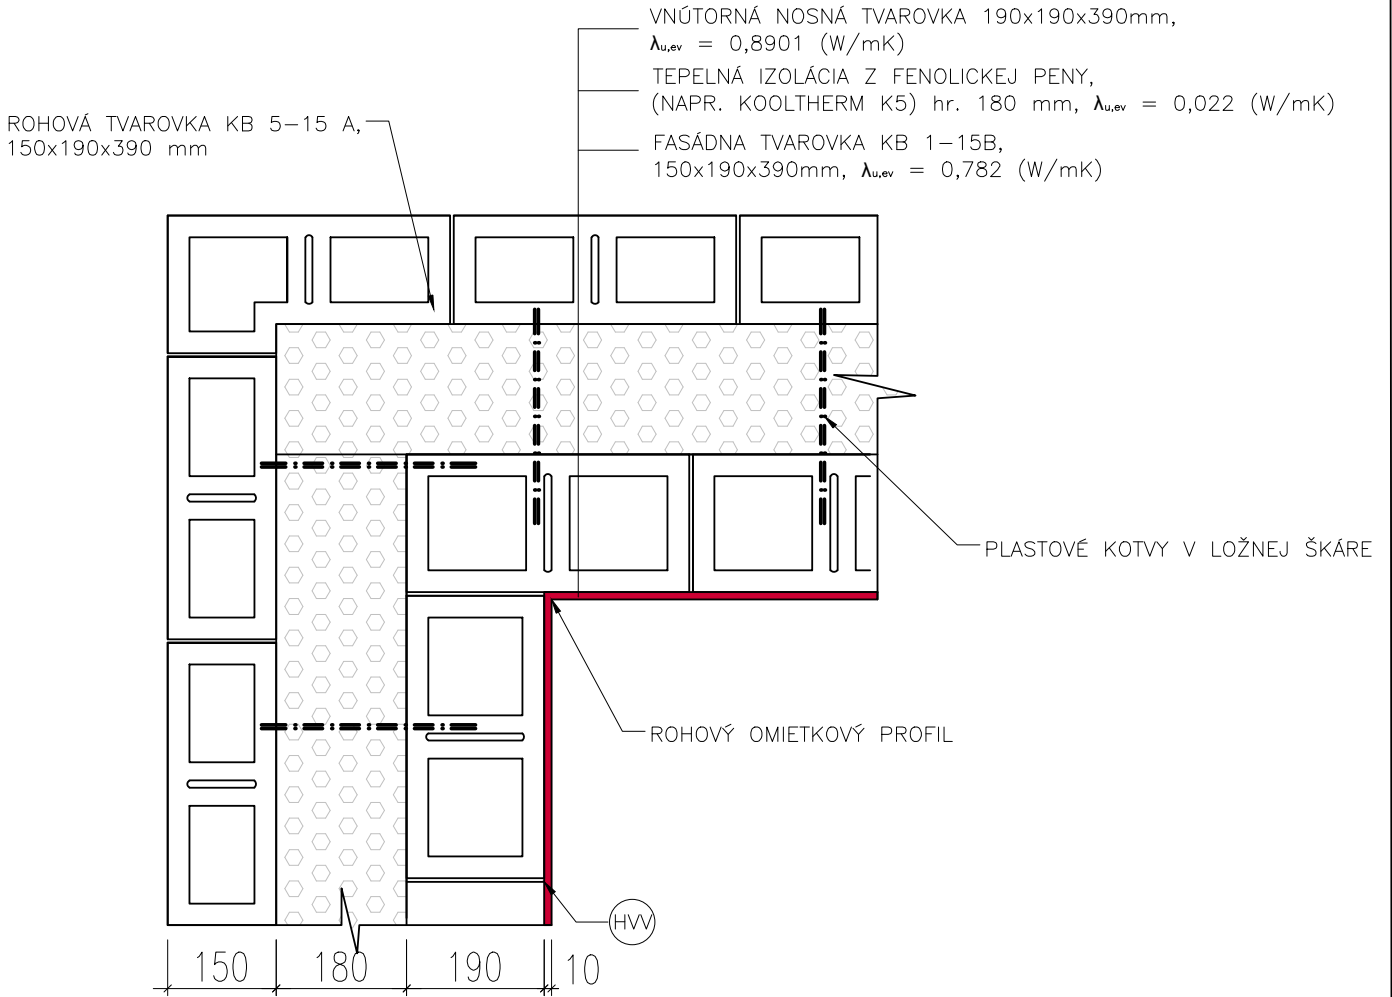 VNÚTORNÁ NOSNÁ TVAROVKA 190x190x390mm,
λu,ev = 0,8901 (W/mK)
TEPELNÁ IZOLÁCIA Z FENOLICKEJ PENY,
(NAPR. KOOLTHERM K5) hr. 180 mm, λu,ev = 0,022 (W/mK)
FASÁDNA TVAROVKA KB 1-15B,
150x190x390mm, λu,ev = 0,782 (W/mK)
ROHOVÁ TVAROVKA KB 5-15 A,
150x190x390 mm
PLASTOVÉ KOTVY V LOŽNEJ ŠKÁRE
ROHOVÝ OMIETKOVÝ PROFIL
HVV
150 180 190 10